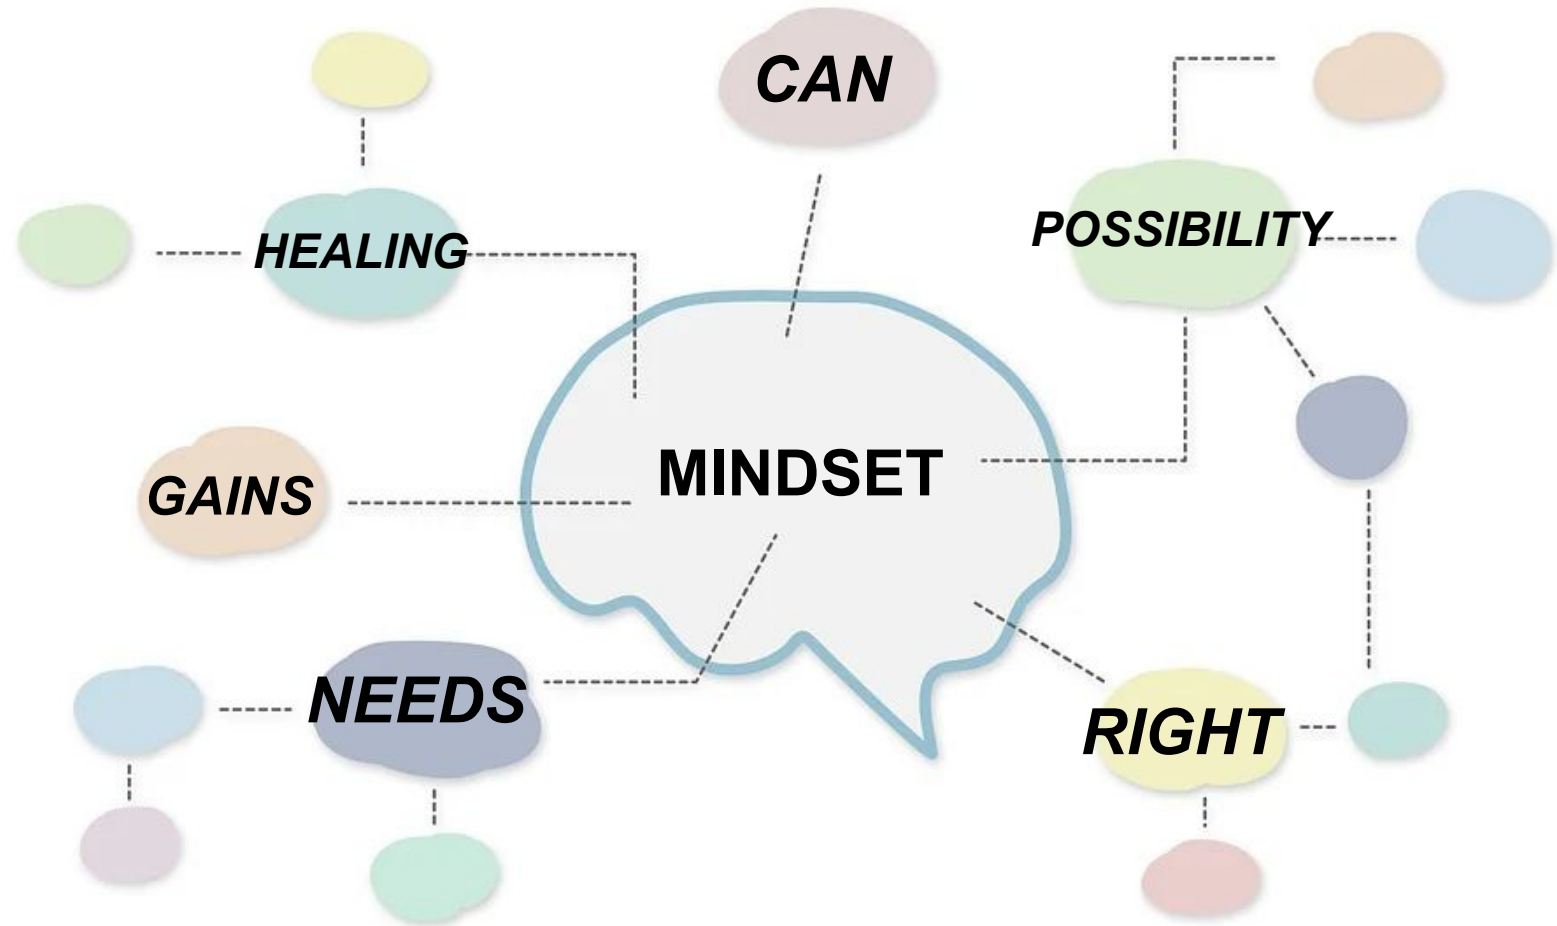 CAN
POSSIBILITY
HEALING
MINDSET
GAINS
NEEDS
RIGHT